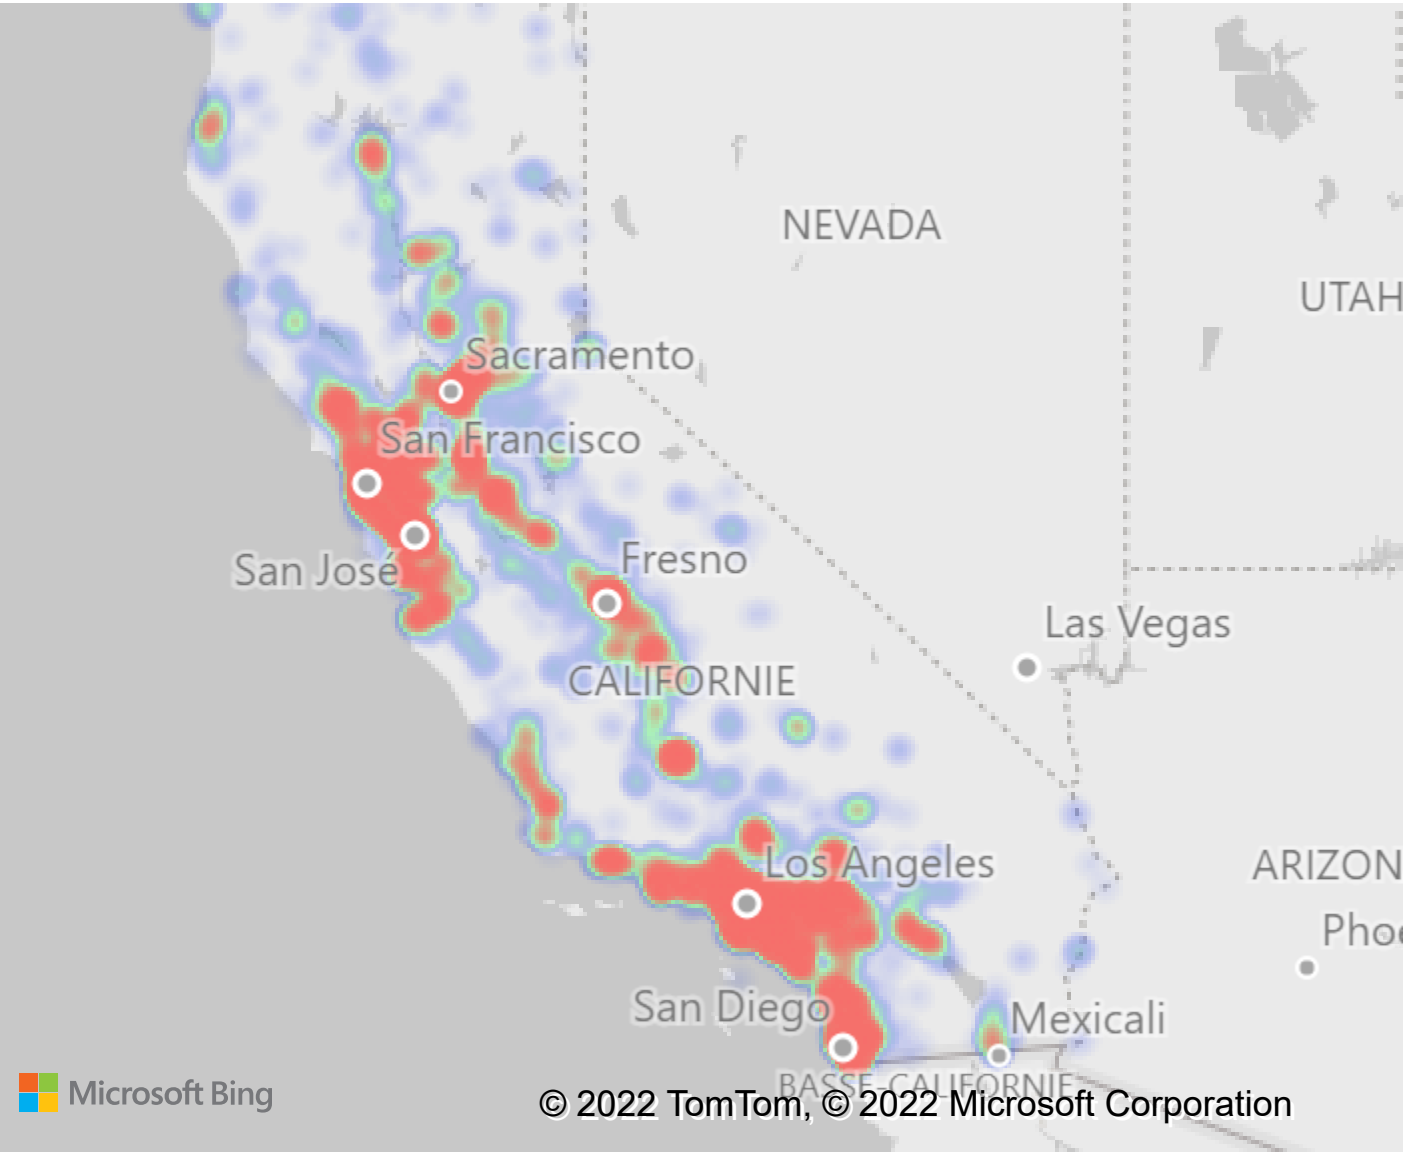 NEVADA
UTAH
Sacramento
San Francisco
San José
Fresno
Las Vegas
CALIFORNIE
Los Angeles
ARIZON
Phoe
San Diego
Mexicali
BASSE-CALIFORNIE
Microsoft Bing
© 2022 TomTom, © 2022 Microsoft Corporation